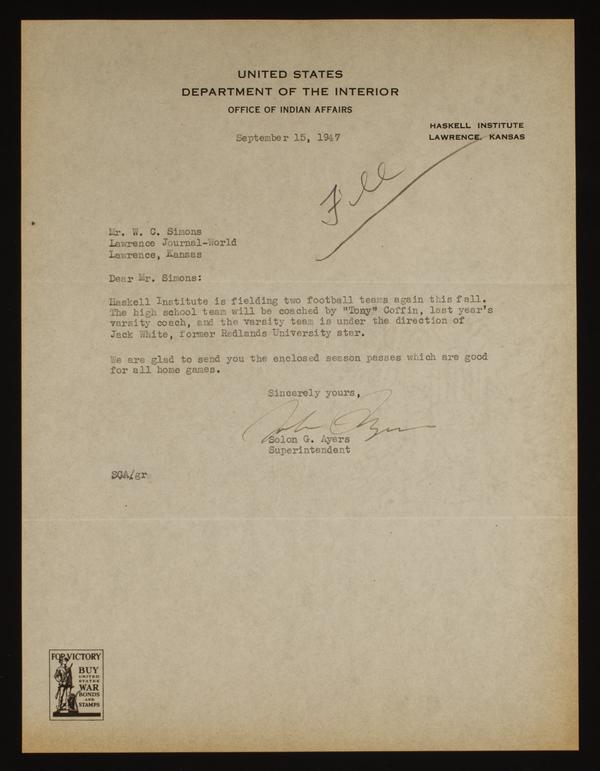 UNITED STATES
DEPARTMENT OF THE INTERIOR
OFFICE OF INDIAN AFFAIRS
HASKELL INSTITUTE
LAWRENCE, KANSAS
September 15, 1947
Mr. W. C. Simons
Lawrence Journal-World
Lawrence, Kansas
Dear Mr. Simons:
Haskell Institute is fielding two football teams again this fall.
The high school team will be coached by "Tony" Coffin, last year's
varsity coach, and the varsity team is under the direction of
Jack White, former Redlands University star.
We are glad to send you the enclosed season passes which are good
for all home games.
Sincerely yours,
Solon G. Ayers
Superintendent
SGA/gr
FOR VICTORY
BUY
UNITED
STATES
WAR
BONDS
AND
STAMPS